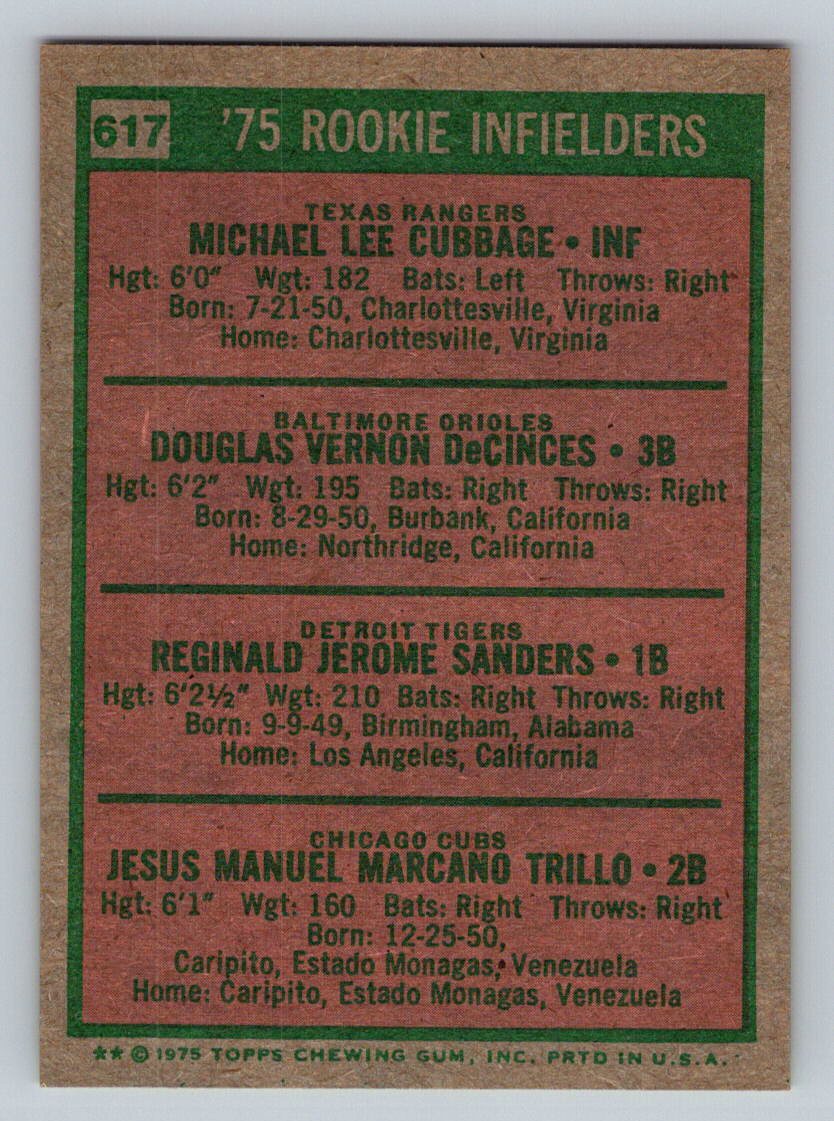 617 '75 ROOKIE INFIELDERS
TEXAS RANGERS
MICHAEL LEE CUBBAGE • INF
Hgt: 6'0" Wgt: 182 Bats: Left Throws: Right
Born: 7-21-50, Charlottesville, Virginia
Home: Charlottesville, Virginia
BALTIMORE ORIOLES
DOUGLAS VERNON DeCINCES • 3B
Hgt: 6'2" Wgt: 195 Bats: Right Throws: Right
Born: 8-29-50, Burbank, California
Home: Northridge, California
DETROIT TIGERS
REGINALD JEROME SANDERS • 1B
Hgt: 6'2½" Wgt: 210 Bats: Right Throws: Right
Born: 9-9-49, Birmingham, Alabama
Home: Los Angeles, California
CHICAGO CUBS
JESUS MANUEL MARCANO TRILLO • 2B
Hgt: 6'1" Wgt: 160 Bats: Right Throws: Right
Born: 12-25-50,
Caripito, Estado Monagas, Venezuela
Home: Caripito, Estado Monagas, Venezuela
** © 1975 TOPPS CHEWING GUM, INC. PRTD IN U.S.A.